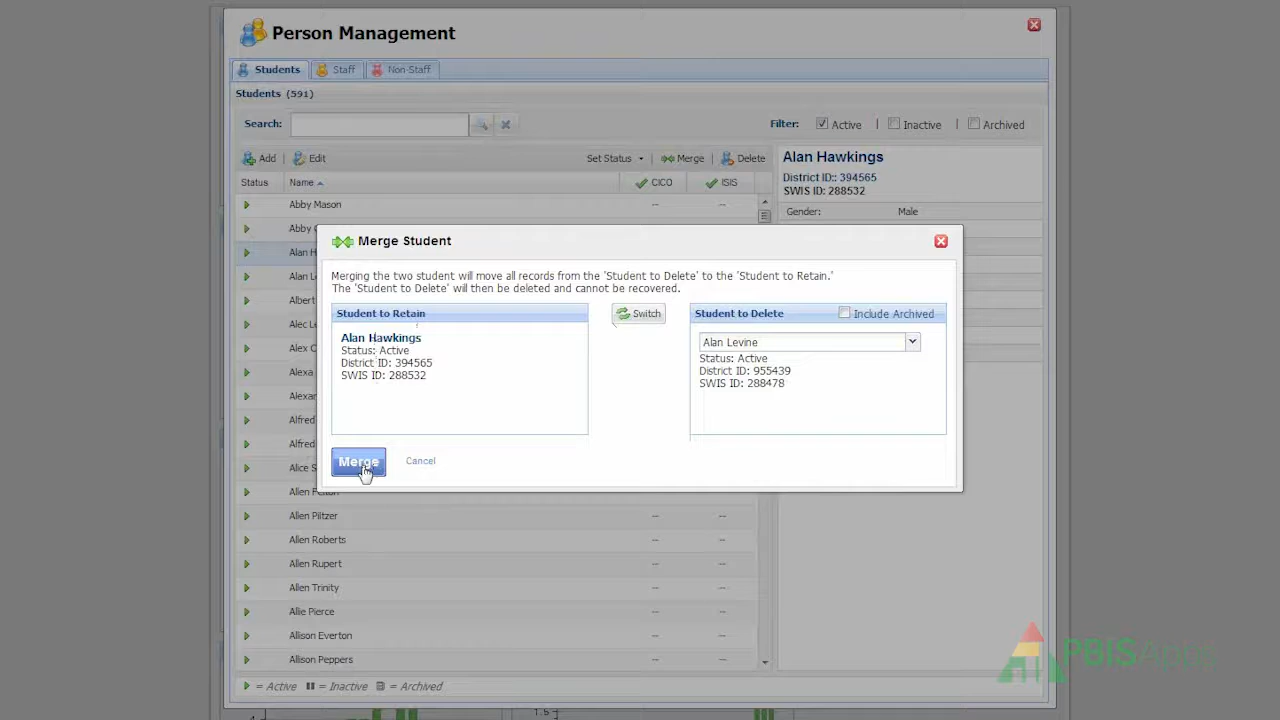 Person Management
Students
Staff
Non-Staff
Students (591)
Search:
Filter: Active | Inactive | Archived
Add
Edit
Set Status
Merge
Delete
Status
Name
CICO
ISIS
Alan Hawkings
District ID:: 394565
SWIS ID: 288532
Gender: Male
Abby Mason -- --
Abby
Alan H
Alan L
Albert
Alec L
Alex C
Alexa
Alexan
Alfred
Alfred
Alice S
Merge Student
Merging the two student will move all records from the 'Student to Delete' to the 'Student to Retain.'
The 'Student to Delete' will then be deleted and cannot be recovered.
Student to Retain
Alan Hawkings
Status: Active
District ID: 394565
SWIS ID: 288532
Switch
Student to Delete
Include Archived
Alan Levine
Status: Active
District ID: 955439
SWIS ID: 288478
Merge
Cancel
Allen
Allen Piltzer -- --
Allen Roberts -- --
Allen Rupert -- --
Allen Trinity -- --
Allie Pierce -- --
Alison Everton -- --
Allison Peppers -- --
= Active = Inactive = Archived
PBISApps
1.5